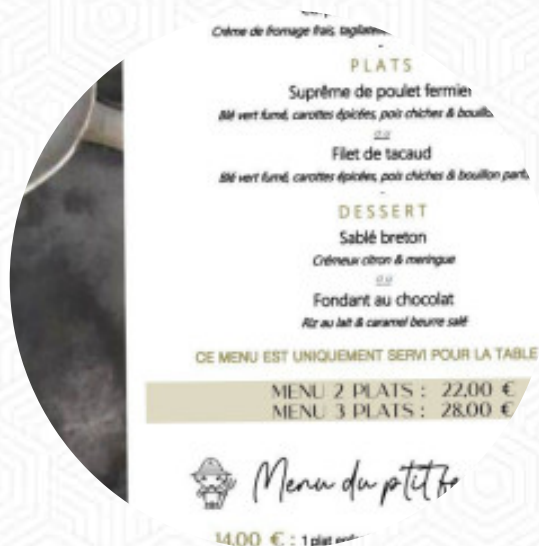 Crème de fromage frais,
PLATS
Suprême de poulet fermier
Blé vert fumé, carottes épicées, pois chiches &
ou
Filet de tacaud
Blé vert fumé, carottes épicées, pois chiches & bouillon
DESSERT
Sablé breton
Crémeux citron & meringue
ou
Fondant au chocolat
Riz au lait & caramel beurre salé
CE MENU EST UNIQUEMENT SERVI POUR LA TABLE
MENU 2 PLATS : 22,00 €
MENU 3 PLATS : 28,00 €
Menu du ptit
14,00 € : 1 plat